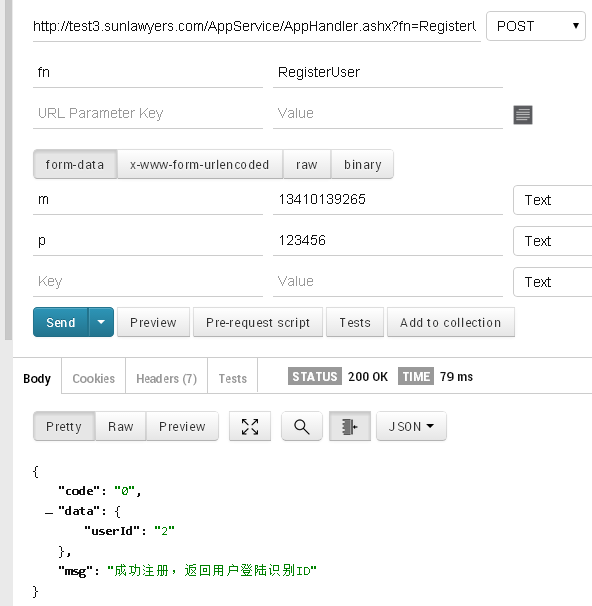 http://test3.sunlawyers.com/AppService/AppHandler.ashx?fn=RegisterU POST
fn RegisterUser
URL Parameter Key Value
form-data x-www-form-urlencoded raw binary
m 13410139265 Text
p 123456 Text
Key Value Text
Send Preview Pre-request script Tests Add to collection
Body Cookies Headers (7) Tests STATUS 200 OK TIME 79 ms
Pretty Raw Preview JSON
{
"code": "0",
"data": {
"userId": "2"
},
"msg": "成功注册，返回用户登陆识别ID"
}